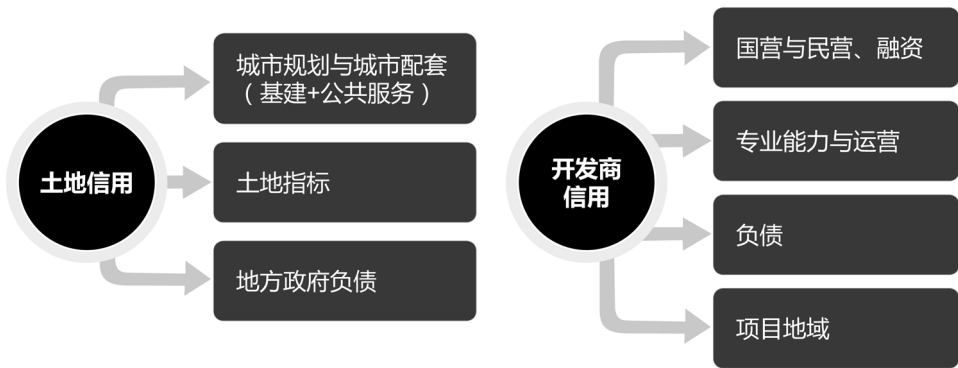 土地信用
城市规划与城市配套
（基建+公共服务）
土地指标
地方政府负债
开发商
信用
国营与民营、融资
专业能力与运营
负债
项目地域